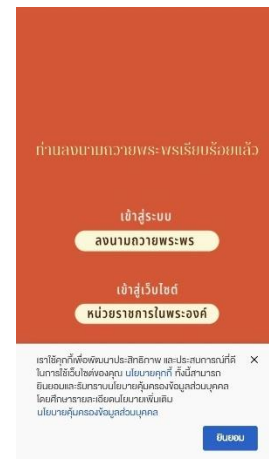 ท่านลงนามถวายพระพรเรียบร้อยแล้ว
เข้าสู่ระบบ
ลงนามถวายพระพร
เข้าสู่เว็บไซต์
หน่วยราชการในพระองค์
เราใช้คุกกี้เพื่อพัฒนาประสิทธิภาพ และประสบการณ์ที่ดี
ในการใช้เว็บไซต์ของคุณ นโยบายคุกกี้ ทั้งนี้สามารถ
ยินยอมและรับทราบนโยบายคุ้มครองข้อมูลส่วนบุคคล
โดยศึกษารายละเอียดนโยบายเพิ่มเติม
นโยบายคุ้มครองข้อมูลส่วนบุคคล
ยินยอม